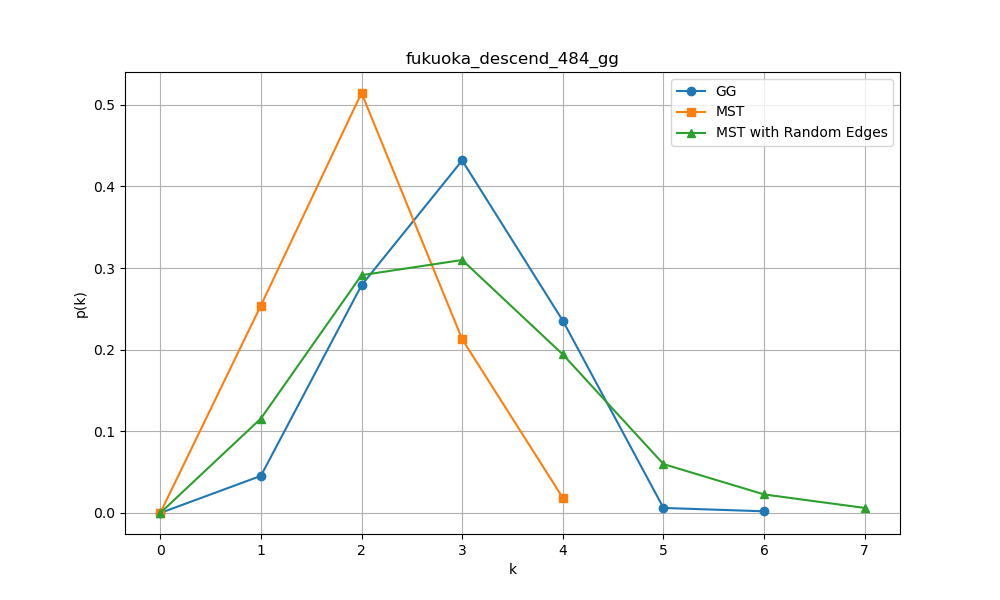 fukuoka_descend_484_gg
GG
MST
MST with Random Edges
p(k)
0.5
0.4
0.3
0.2
0.1
0.0
0 1 2 3 4 5 6 7
k